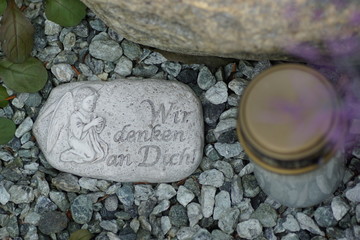 Wir
denken
an Dich!